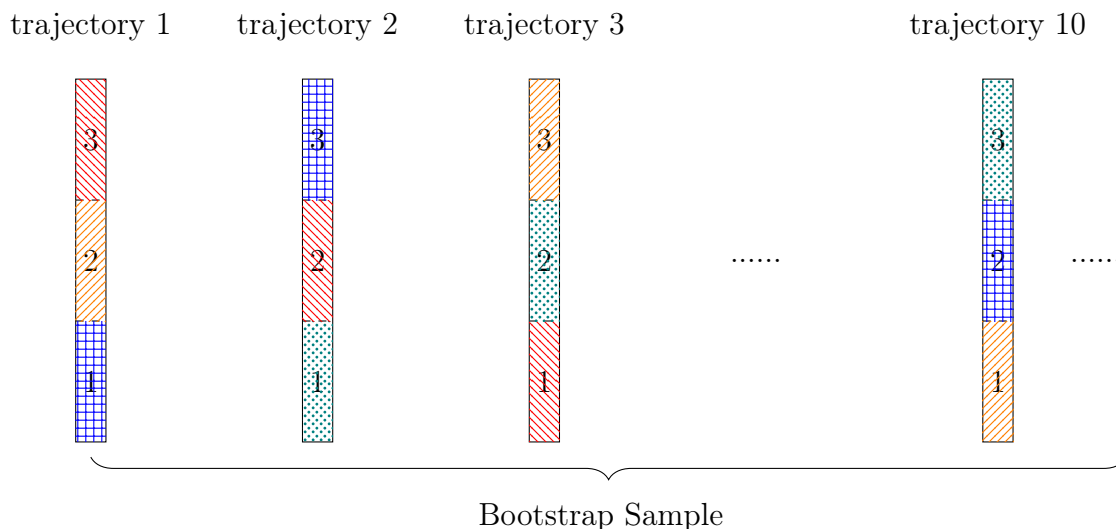 trajectory 1 trajectory 2 trajectory 3 trajectory 10
3 3 3 3
2 2 2 ...... 2 .....
1 1 1 1
Bootstrap Sample